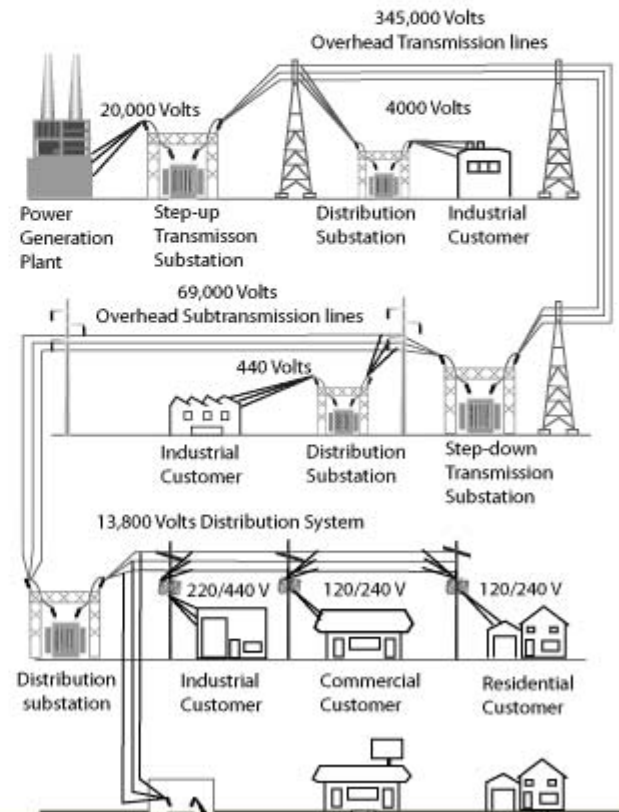 345,000 Volts
Overhead Transmission lines
20,000 Volts
4000 Volts
Power
Generation
Plant
Step-up
Transmisson
Substation
Distribution
Substation
Industrial
Customer
69,000 Volts
Overhead Subtransmission lines
440 Volts
Industrial
Customer
Distribution
Substation
Step-down
Transmission
Substation
13,800 Volts Distribution System
220/440 V
120/240 V
120/240 V
Distribution
substation
Industrial
Customer
Commercial
Customer
Residential
Customer